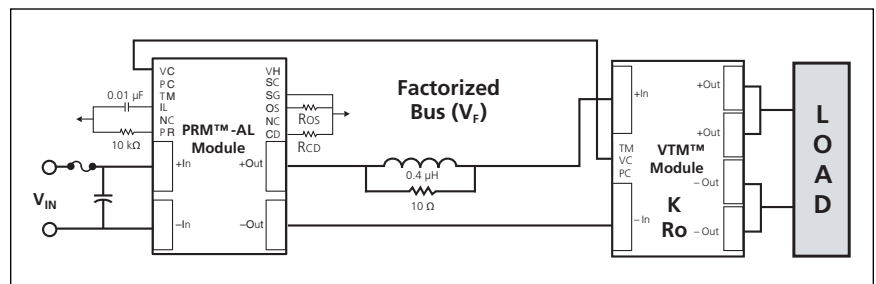 VC
PC
TM
IL
NC
PR
0.01 µF
10 kΩ
VH
SC
SG
OS
NC
CD
PRM™-AL
Module
+In
–In
+Out
–Out
VIN
ROS
RCD
Factorized
Bus (VF)
0.4 µH
10 Ω
+In
TM
VC
PC
– In
VTM™
Module
K
Ro
+Out
+Out
– Out
– Out
L
O
A
D